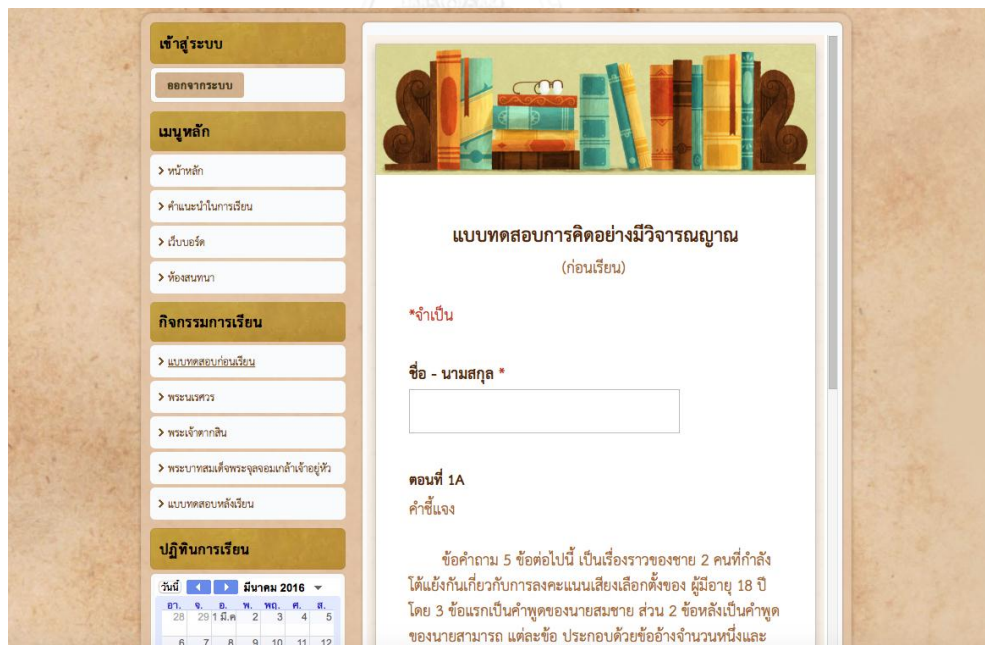 เข้าสู่ระบบ
ออกจากระบบ
เมนูหลัก
หน้าหลัก
คำแนะนำในการเรียน
เว็บบอร์ด
ห้องสนทนา
กิจกรรมการเรียน
แบบทดสอบก่อนเรียน
พระนเรศวร
พระเจ้าตากสิน
พระบาทสมเด็จพระจุลจอมเกล้าเจ้าอยู่หัว
แบบทดสอบหลังเรียน
ปฏิทินการเรียน
วันนี้ มีนาคม 2016
อา. จ. อ. พ. พฤ. ศ. ส.
28 29 1 มี.ค 2 3 4 5
6 7 8 9 10 11 12
แบบทดสอบการคิดอย่างมีวิจารณญาณ
(ก่อนเรียน)
*จำเป็น
ชื่อ - นามสกุล *
ตอนที่ 1A
คำชี้แจง
ข้อคำถาม 5 ข้อต่อไปนี้ เป็นเรื่องราวของชาย 2 คนที่กำลัง
โต้แย้งกันเกี่ยวกับการลงคะแนนเสียงเลือกตั้งของ ผู้มีอายุ 18 ปี
โดย 3 ข้อแรกเป็นคำพูดของนายสมชาย ส่วน 2 ข้อหลังเป็นคำพูด
ของนายสามารถ แต่ละข้อ ประกอบด้วยข้ออ้างจำนวนหนึ่งและ